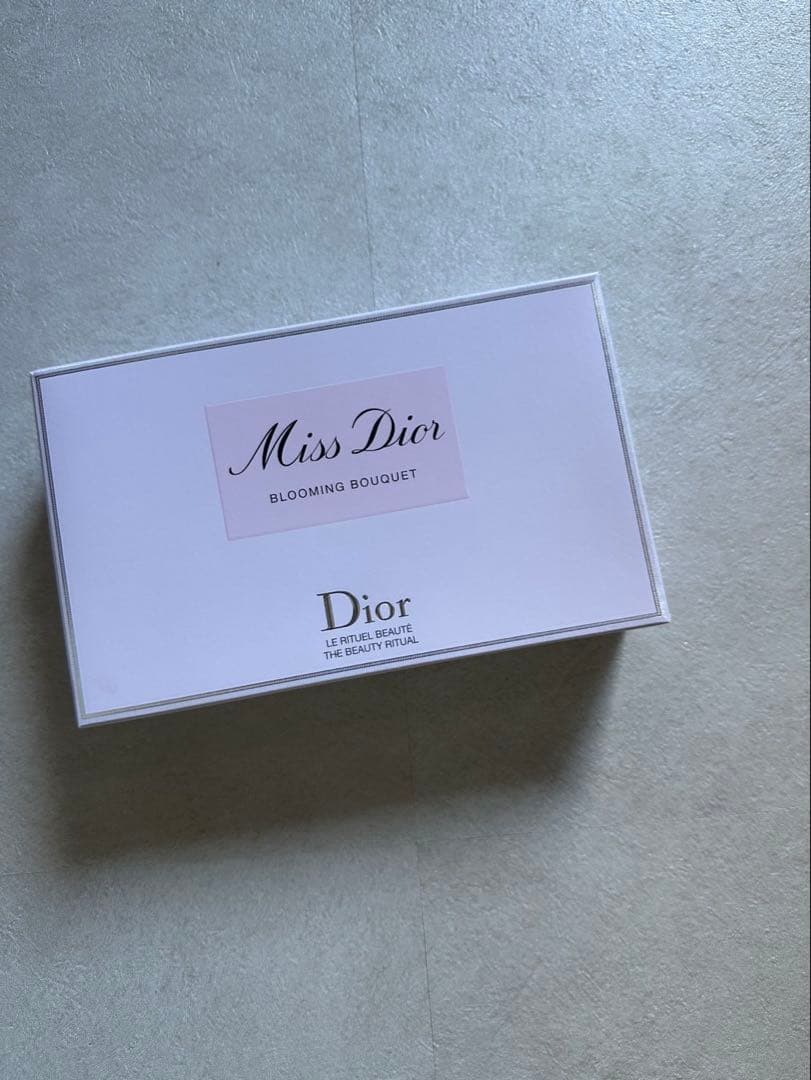 Miss Dior
BLOOMING BOUQUET
Dior
LE RITUEL BEAUTÉ
THE BEAUTY RITUAL